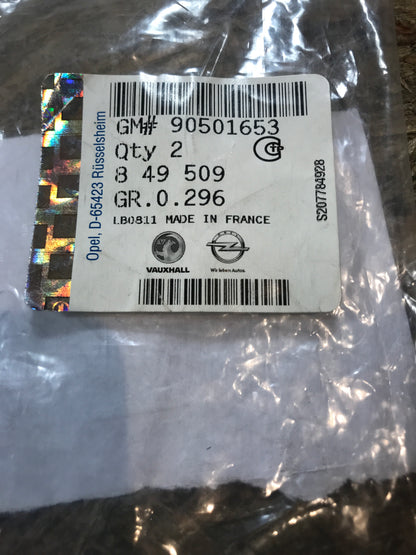 Opel, D-65423 Rüsselsheim
GM# 90501653
Qty 2
8 49 509
GR.0.296
LB0811 MADE IN FRANCE
VAUXHALL
Wir leben Autos.
S207784928